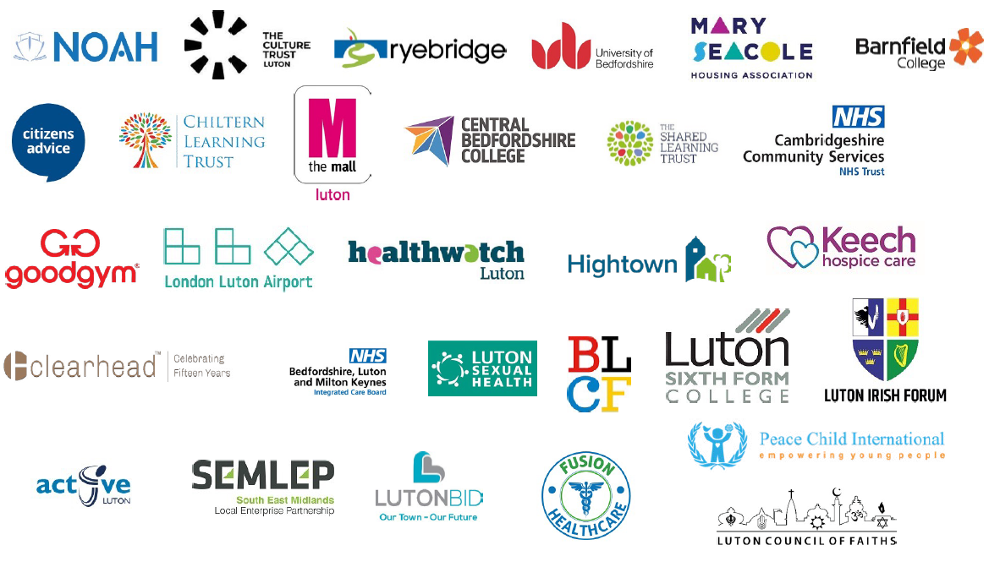 NOAH
THE
CULTURE
TRUST
LUTON
ryebridge
University of
Bedfordshire
MARY
SEACOLE
HOUSING ASSOCIATION
Barnfield
College
citizens
advice
CHILTERN
LEARNING
TRUST
M
the mall
luton
CENTRAL
BEDFORDSHIRE
COLLEGE
THE
SHARED
LEARNING
TRUST
NHS
Cambridgeshire
Community Services
NHS Trust
GG
goodgym®
London Luton Airport
healthwatch
Luton
Hightown
Keech
hospice care
clearhead™
Celebrating
Fifteen Years
NHS
Bedfordshire, Luton
and Milton Keynes
Integrated Care Board
LUTON
SEXUAL
HEALTH
BL
CF
Luton
SIXTH FORM
COLLEGE
LUTON IRISH FORUM
active
LUTON
SEMLEP
South East Midlands
Local Enterprise Partnership
LUTONBID
Our Town - Our Future
FUSION
HEALTHCARE
Peace Child International
empowering young people
LUTON COUNCIL OF FAITHS